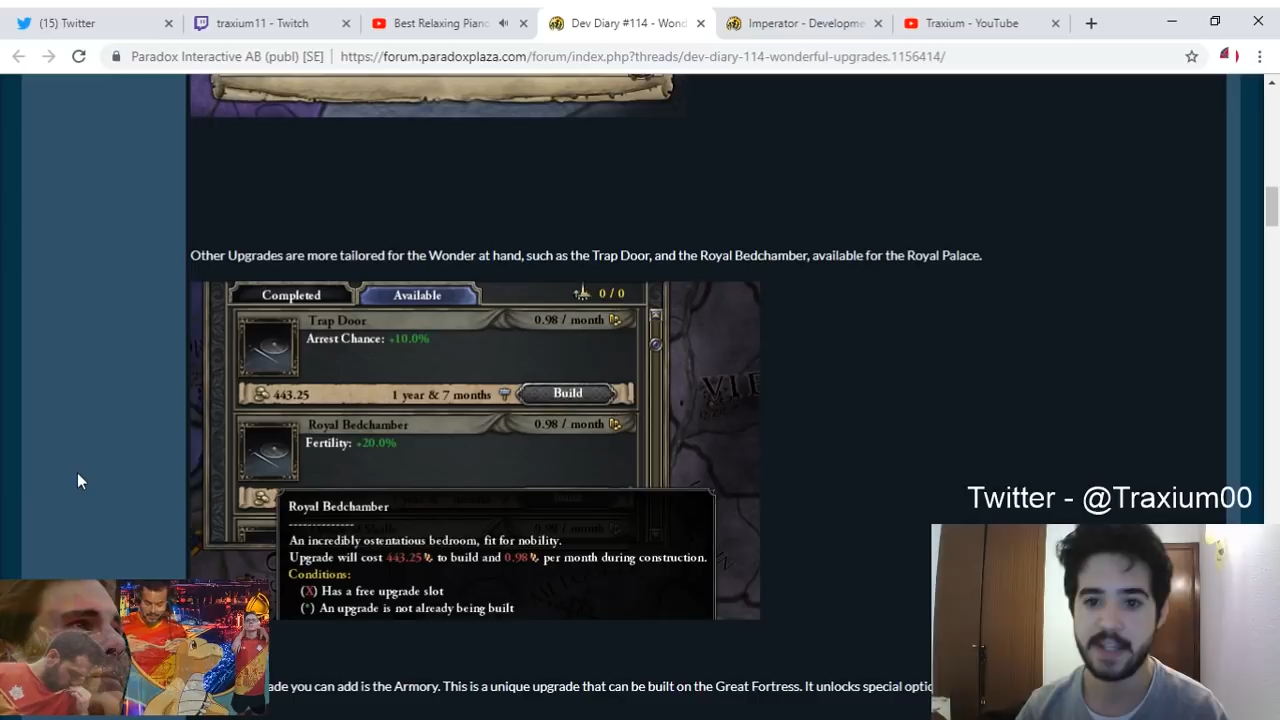 (15) Twitter
traxium11 - Twitch
Best Relaxing Piano
Dev Diary #114 - Wond
Imperator - Developme
Traxium - YouTube
Paradox Interactive AB (publ) [SE]
https://forum.paradoxplaza.com/forum/index.php?threads/dev-diary-114-wonderful-upgrades.1156414/
Other Upgrades are more tailored for the Wonder at hand, such as the Trap Door, and the Royal Bedchamber, available for the Royal Palace.
Completed Available 0/0
Trap Door 0.98 / month
Arrest Chance: +10.0%
443.25 1 year & 7 months Build
Royal Bedchamber 0.98 / month
Fertility: +20.0%
Royal Bedchamber
--------------
An incredibly ostentatious bedroom, fit for nobility.
Upgrade will cost 443.25 to build and 0.98 per month during construction.
Conditions:
(X) Has a free upgrade slot
(*) An upgrade is not already being built
Twitter - @Traxium00
ade you can add is the Armory. This is a unique upgrade that can be built on the Great Fortress. It unlocks special optio